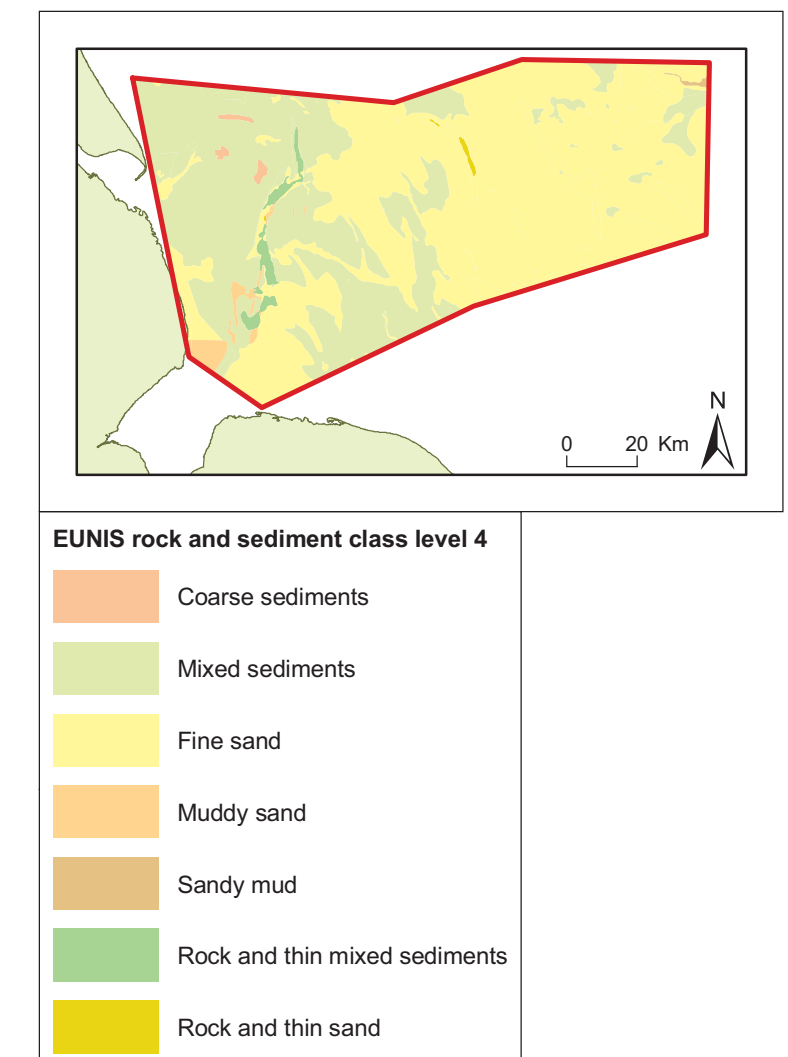 N
0 20 Km
EUNIS rock and sediment class level 4
Coarse sediments
Mixed sediments
Fine sand
Muddy sand
Sandy mud
Rock and thin mixed sediments
Rock and thin sand